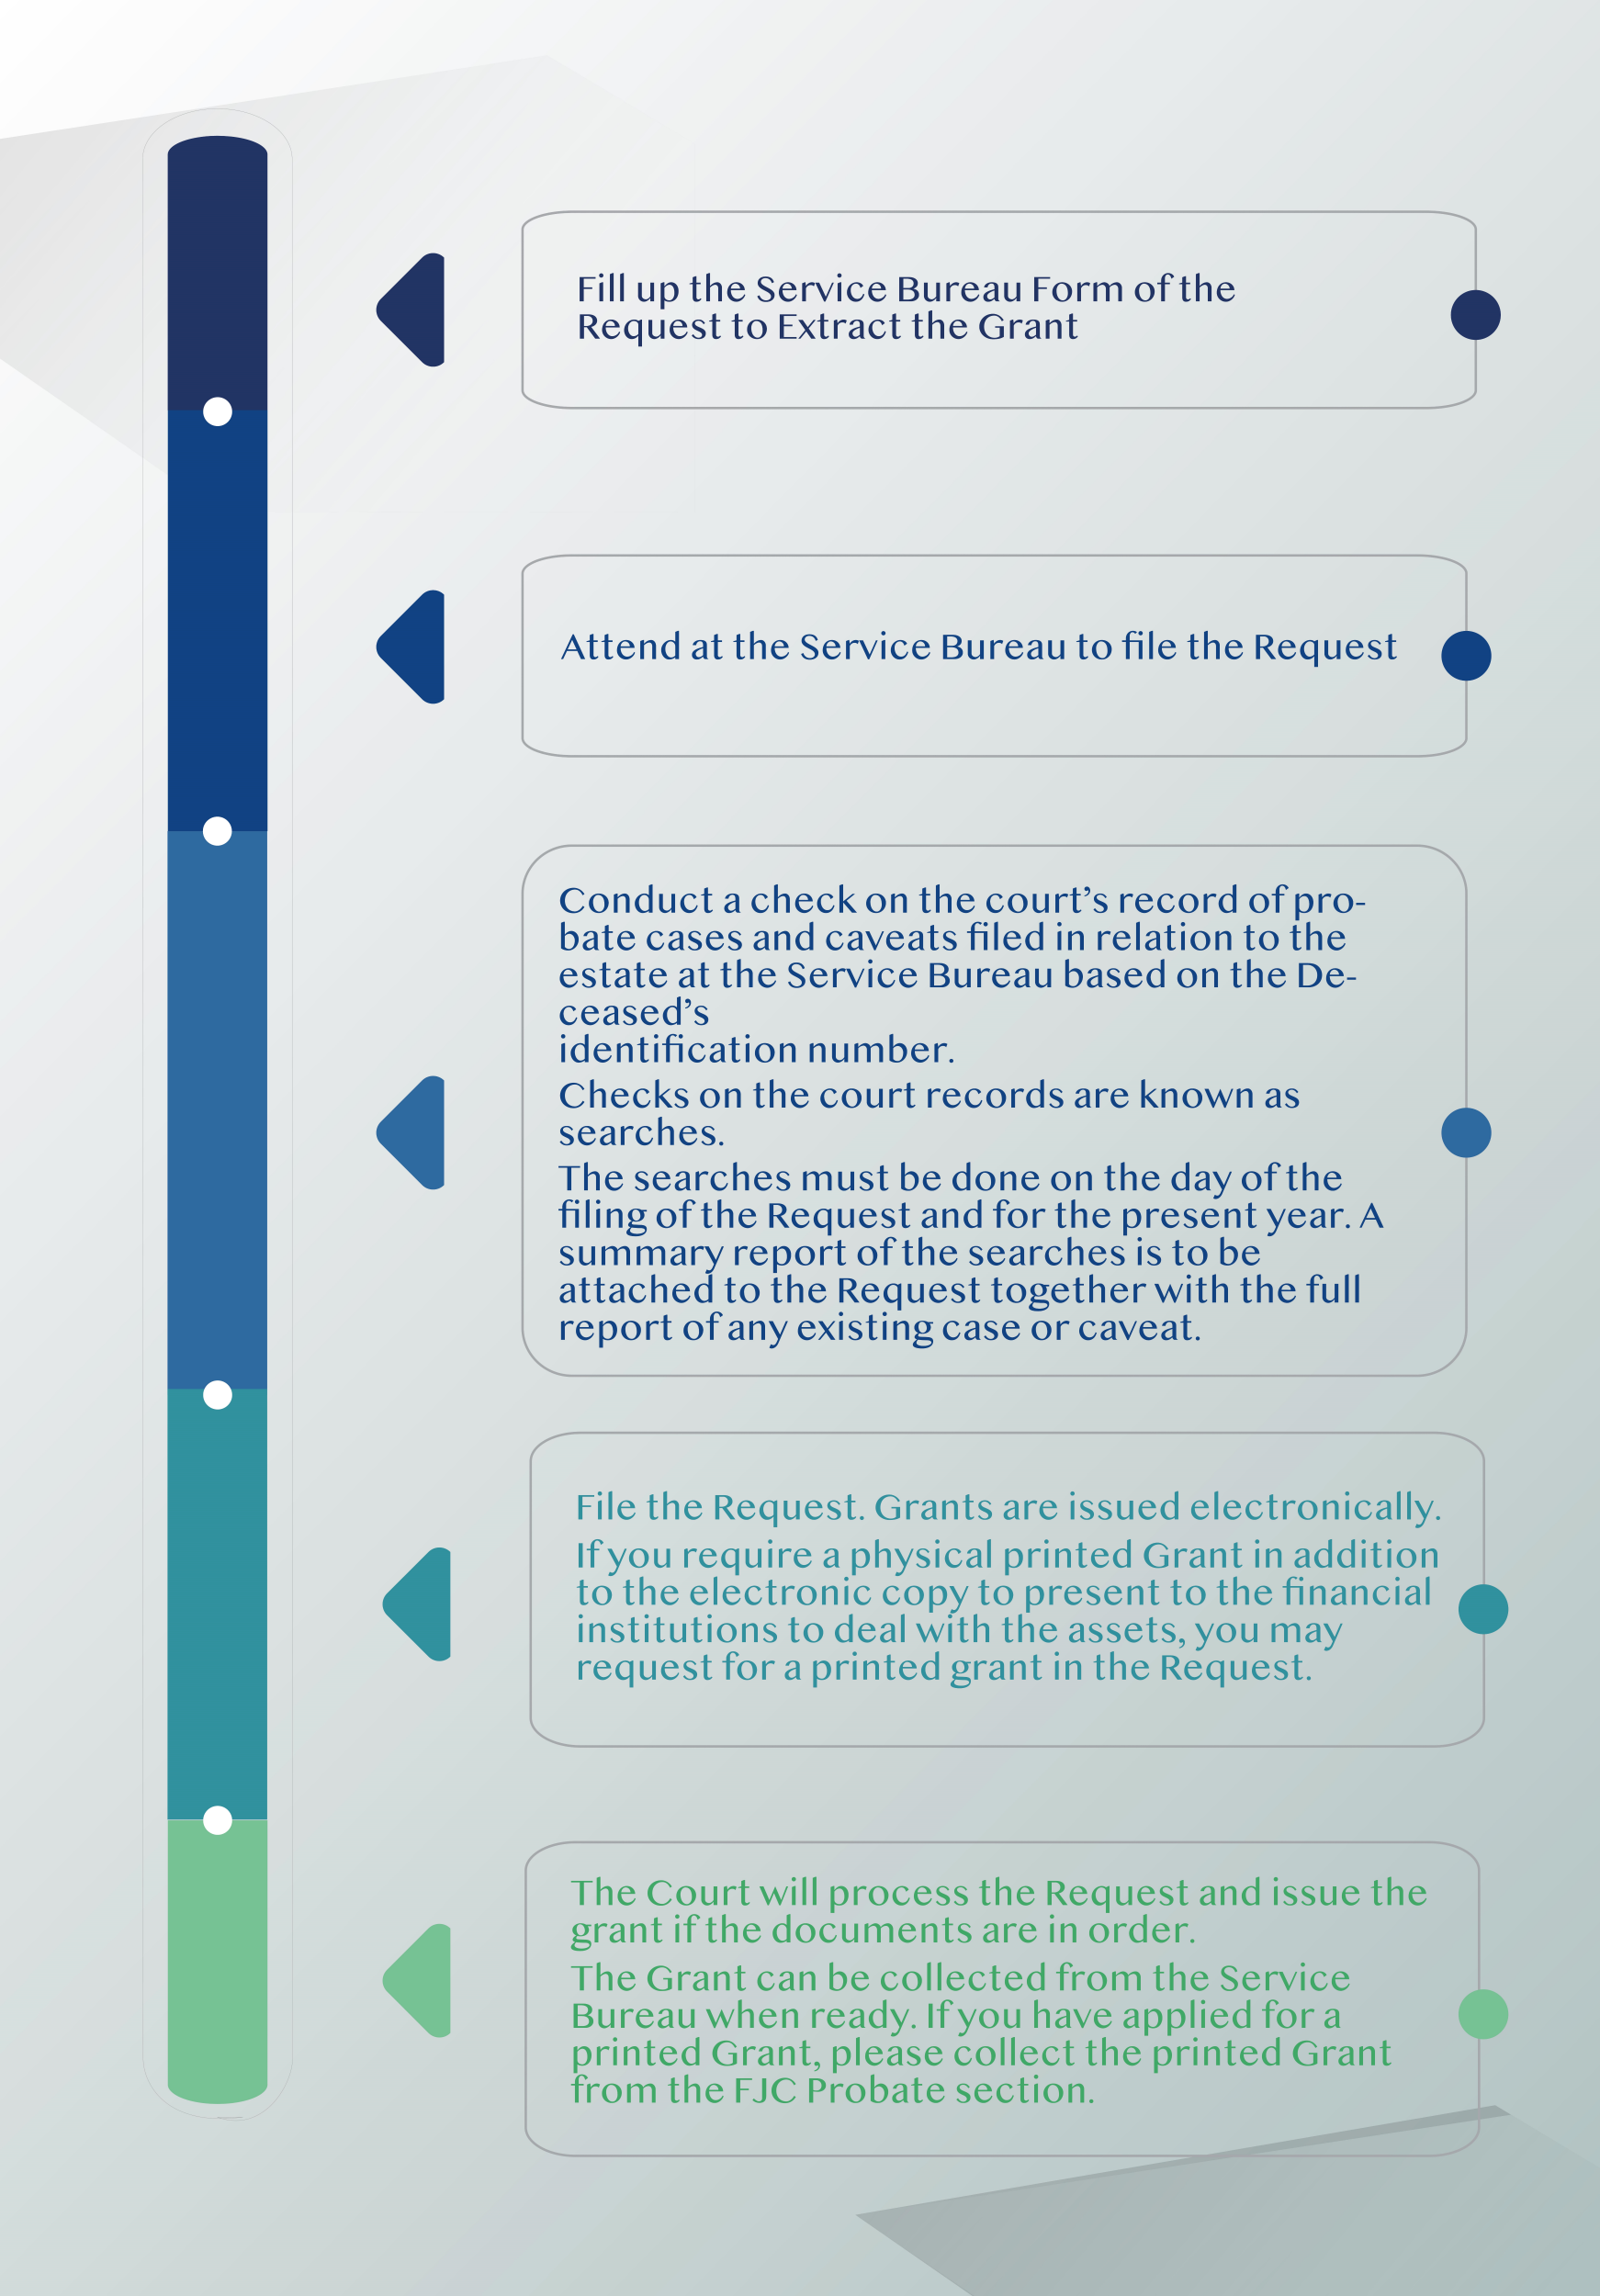 Fill up the Service Bureau Form of the
Request to Extract the Grant
Attend at the Service Bureau to file the Request
Conduct a check on the court’s record of pro-
bate cases and caveats filed in relation to the
estate at the Service Bureau based on the De-
ceased’s
identification number.
Checks on the court records are known as
searches.
The searches must be done on the day of the
filing of the Request and for the present year. A
summary report of the searches is to be
attached to the Request together with the full
report of any existing case or caveat.
File the Request. Grants are issued electronically.
If you require a physical printed Grant in addition
to the electronic copy to present to the financial
institutions to deal with the assets, you may
request for a printed grant in the Request.
The Court will process the Request and issue the
grant if the documents are in order.
The Grant can be collected from the Service
Bureau when ready. If you have applied for a
printed Grant, please collect the printed Grant
from the FJC Probate section.